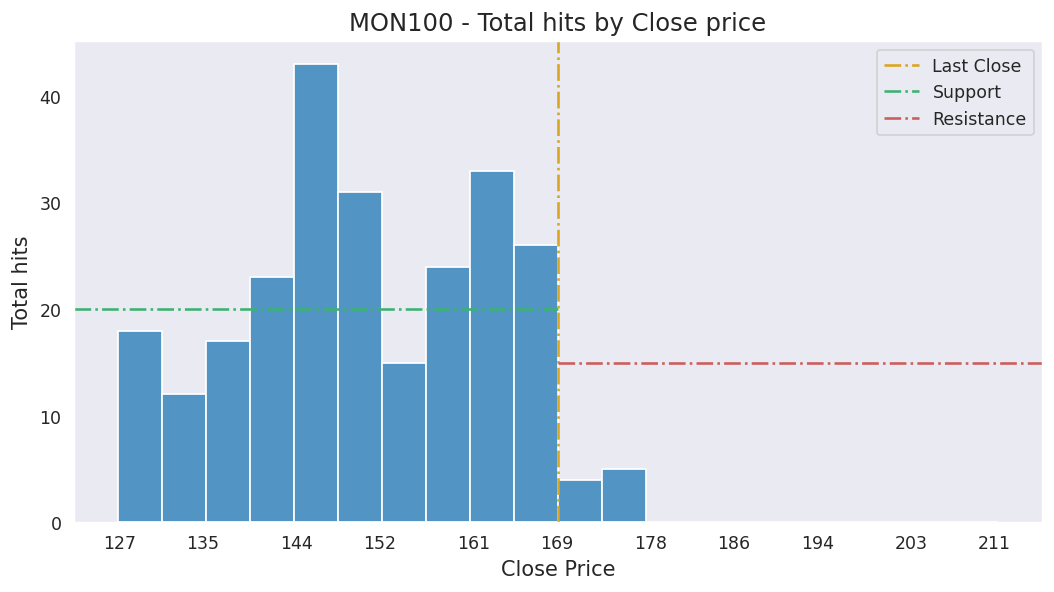 MON100 - Total hits by Close price
Last Close
Support
Resistance
Total hits
40
30
20
10
0
127 135 144 152 161 169 178 186 194 203 211
Close Price